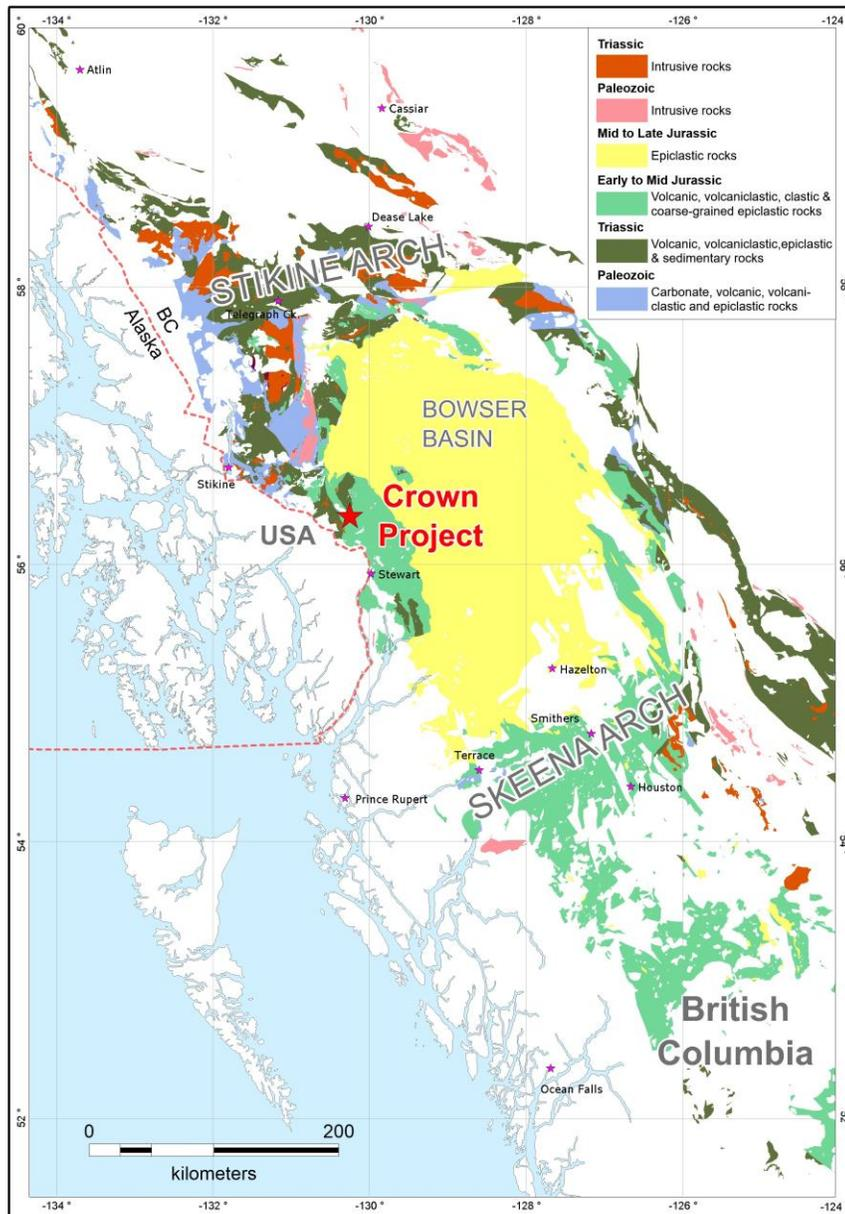 -134 ° -132 ° -130 ° -128 ° -126 ° -124 °
60 °
Triassic
Intrusive rocks
Paleozoic
Intrusive rocks
Mid to Late Jurassic
Epiclastic rocks
Early to Mid Jurassic
Volcanic, volcaniclastic, clastic &
coarse-grained epiclastic rocks
Triassic
Volcanic, volcaniclastic,epiclastic
& sedimentary rocks
Paleozoic
Carbonate, volcanic, volcani-
clastic and epiclastic rocks
Atlin
Cassiar
Dease Lake
58 °
STIKINE ARCH
Telegraph Ck.
BC
Alaska
BOWSER
BASIN
Stikine
Crown
Project
USA
56 °
Stewart
Hazelton
Smithers
SKEENA ARCH
Terrace
Houston
Prince Rupert
54 °
54 °
British
Columbia
Ocean Falls
52 °
52 °
0 200
kilometers
-134 ° -132 ° -130 ° -128 ° -126 ° -124 °